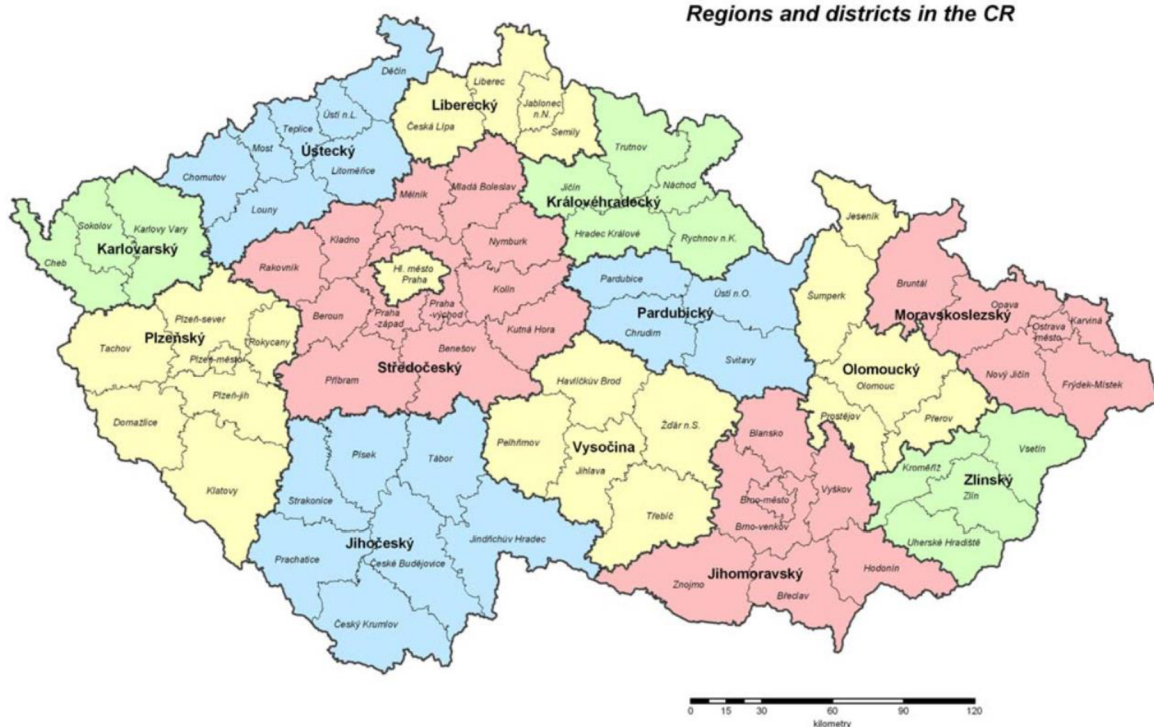 Regions and districts in the CR
Děčín
Liberec
Liberecký
Jablonec
n.N.
Česká Lípa
Semily
Ústí n.L.
Teplice
Most
Ústecký
Chomutov
Litoměřice
Louny
Trutnov
Jičín
Náchod
Královéhradecký
Hradec Králové
Rychnov n.K.
Mělník
Mladá Boleslav
Kladno
Nymburk
Rakovník
Hl. město
Praha
Kolín
Beroun
Praha
-západ
Praha
-východ
Kutná Hora
Benešov
Středočeský
Příbram
Sokolov
Karlovy Vary
Karlovarský
Cheb
Plzeň-sever
Plzeňský
Rokycany
Tachov
Plzeň-město
Plzeň-jih
Domažlice
Klatovy
Pardubice
Ústí n.O.
Pardubický
Chrudim
Svitavy
Jeseník
Šumperk
Olomoucký
Olomouc
Prostějov
Přerov
Bruntál
Opava
Moravskoslezský
Ostrava
město
Karviná
Nový Jičín
Frýdek-Místek
Havlíčkův Brod
Žďár n.S.
Pelhřimov
Vysočina
Jihlava
Třebíč
Písek
Tábor
Strakonice
Jihočeský
Jindřichův Hradec
Prachatice
České Budějovice
Český Krumlov
Blansko
Brno-město
Vyškov
Brno-venkov
Jihomoravský
Znojmo
Hodonín
Břeclav
Vsetín
Kroměříž
Zlínský
Zlín
Uherské Hradiště
0 15 30 60 90 120
kilometry